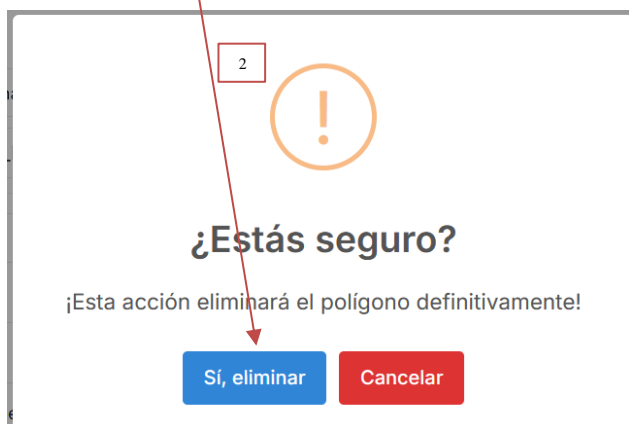 2
!
¿Estás seguro?
¡Esta acción eliminará el polígono definitivamente!
Sí, eliminar
Cancelar